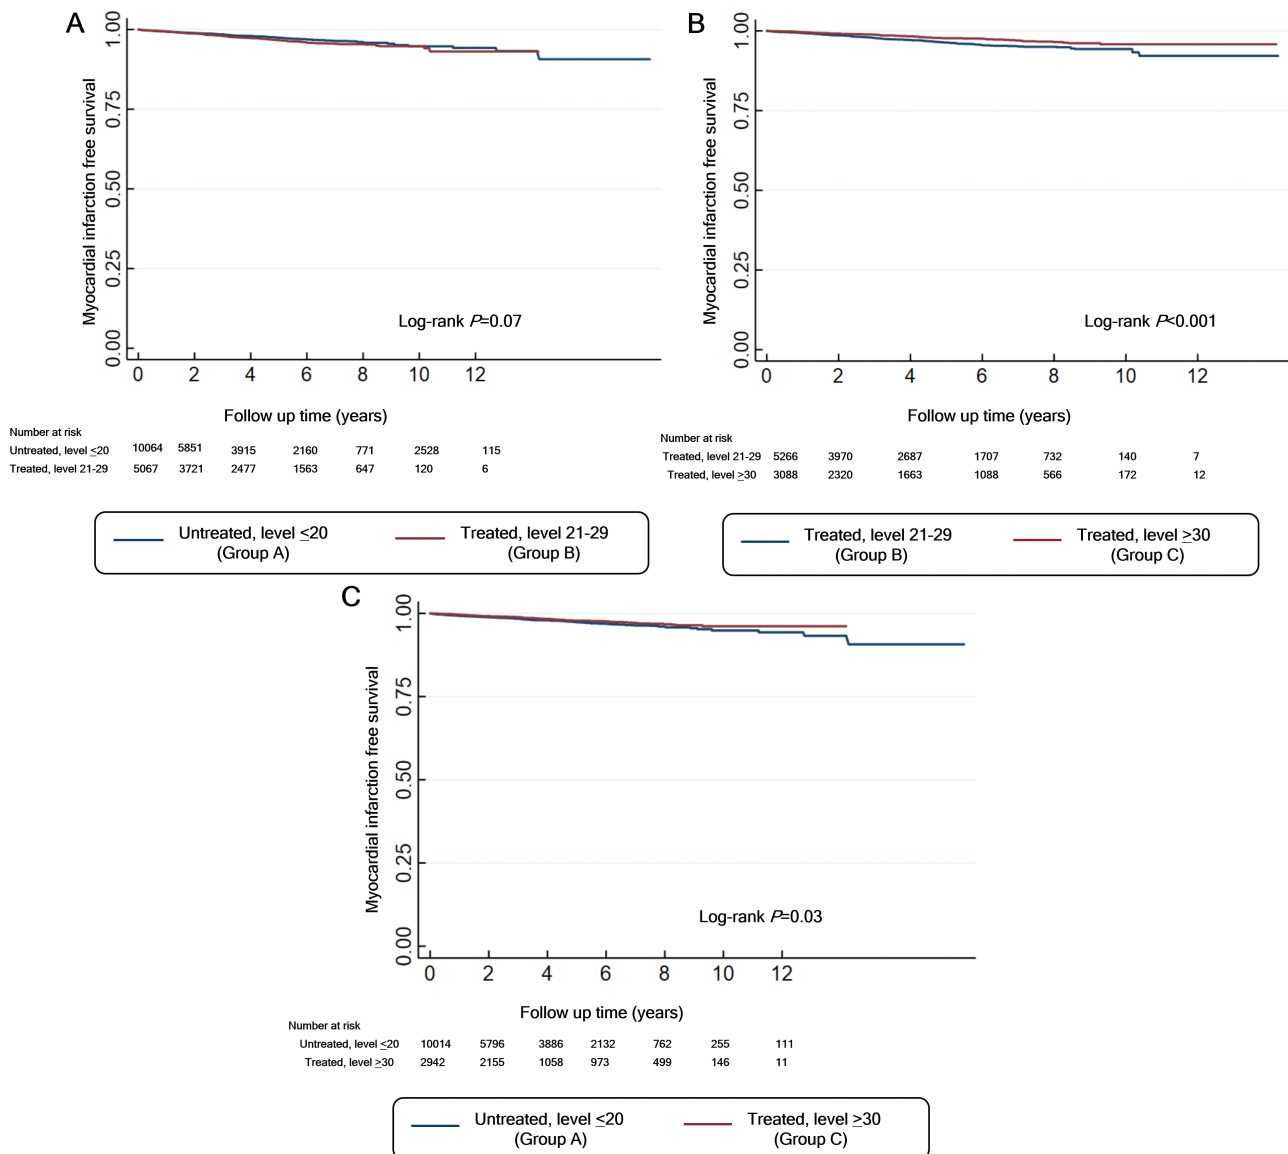 A
Myocardial infarction free survival
1.00
0.75
0.50
0.25
0.00
Log-rank P=0.07
0 2 4 6 8 10 12
Follow up time (years)
Number at risk
Untreated, level ≤20 10064 5851 3915 2160 771 2528 115
Treated, level 21-29 5067 3721 2477 1563 647 120 6
Untreated, level ≤20 (Group A)
Treated, level 21-29 (Group B)
B
Myocardial infarction free survival
1.00
0.75
0.50
0.25
0.00
Log-rank P<0.001
0 2 4 6 8 10 12
Follow up time (years)
Number at risk
Treated, level 21-29 5266 3970 2687 1707 732 140 7
Treated, level ≥30 3088 2320 1663 1088 566 172 12
Treated, level 21-29 (Group B)
Treated, level ≥30 (Group C)
C
Myocardial infarction free survival
1.00
0.75
0.50
0.25
0.00
Log-rank P=0.03
0 2 4 6 8 10 12
Follow up time (years)
Number at risk
Untreated, level ≤20 10014 5796 3886 2132 762 255 111
Treated, level ≥30 2942 2155 1058 973 499 146 11
Untreated, level ≤20 (Group A)
Treated, level ≥30 (Group C)